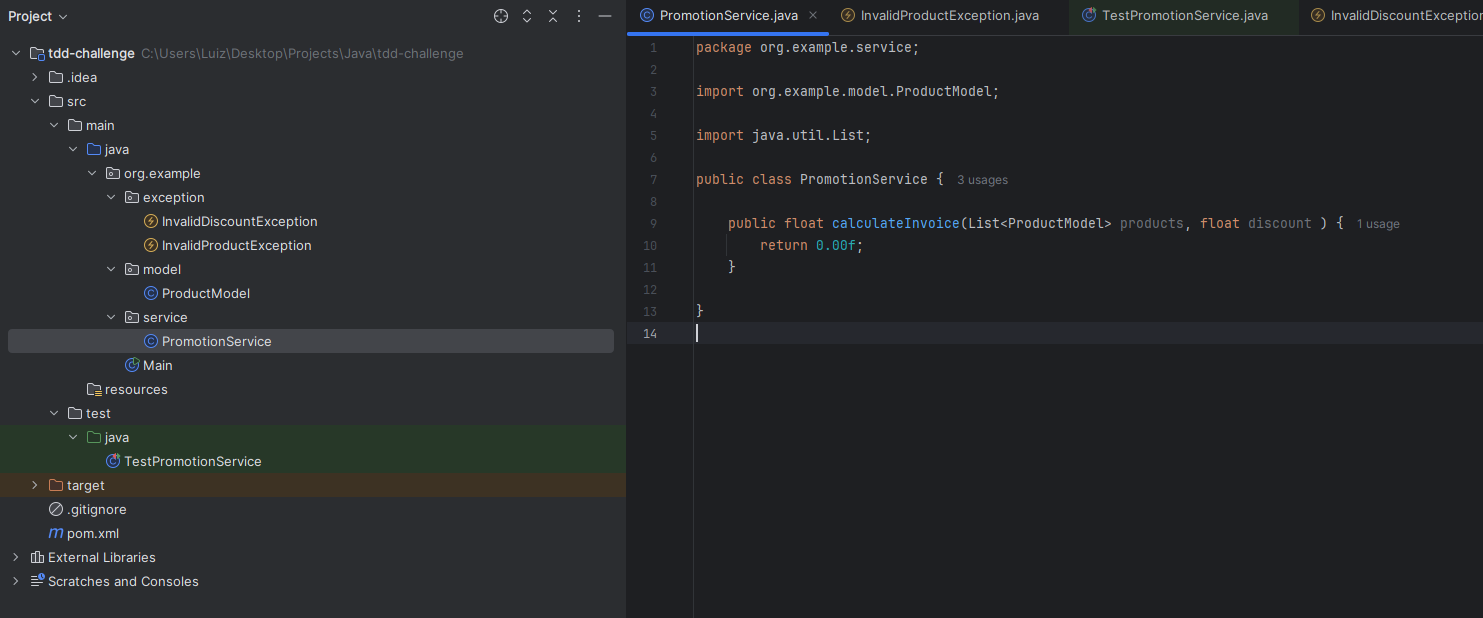 Project
tdd-challenge C:\Users\Luiz\Desktop\Projects\Java\tdd-challenge
.idea
src
main
java
org.example
exception
InvalidDiscountException
InvalidProductException
model
ProductModel
service
PromotionService
Main
resources
test
java
TestPromotionService
target
.gitignore
pom.xml
External Libraries
Scratches and Consoles
PromotionService.java InvalidProductException.java TestPromotionService.java InvalidDiscountException
1 package org.example.service;
2
3 import org.example.model.ProductModel;
4
5 import java.util.List;
6
7 public class PromotionService { 3 usages
8
9 public float calculateInvoice(List<ProductModel> products, float discount ) { 1 usage
10 return 0.00f;
11 }
12
13 }
14